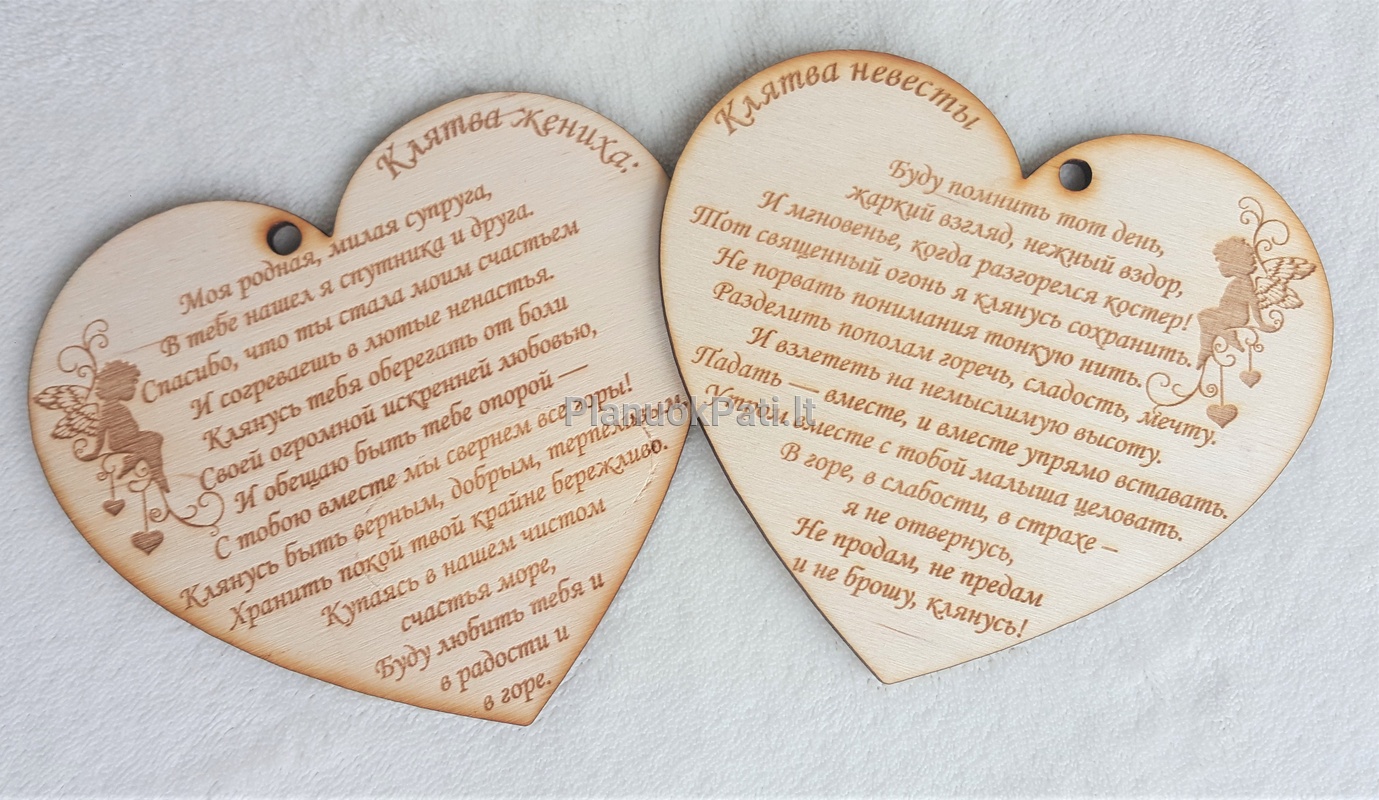 Клятва жениха:
Моя родная, милая супруга,
В тебе нашел я спутника и друга.
Спасибо, что ты стала моим счастьем
И согреваешь в лютые ненастья.
Клянусь тебя оберегать от боли
Своей огромной искренней любовью,
И обещаю быть тебе опорой —
С тобою вместе мы свернем все горы!
Клянусь быть верным, добрым, терпеливым
Хранить покой твой крайне бережливо.
Купаясь в нашем чистом
счастья море,
Буду любить тебя и
в радости и
в горе.
Клятва невесты
Буду помнить тот день,
жаркий взгляд, нежный вздор,
И мгновенье, когда разгорелся костер!
Тот священный огонь я клянусь сохранить.
Не порвать понимания тонкую нить.
Разделить пополам горечь, сладость, мечту.
И взлететь на немыслимую высоту.
Падать — вместе, и вместе упрямо вставать.
Утром вместе с тобой малыша целовать.
В горе, в слабости, в страхе –
я не отвернусь,
Не продам, не предам
и не брошу, клянусь!
PlanuokPati.lt